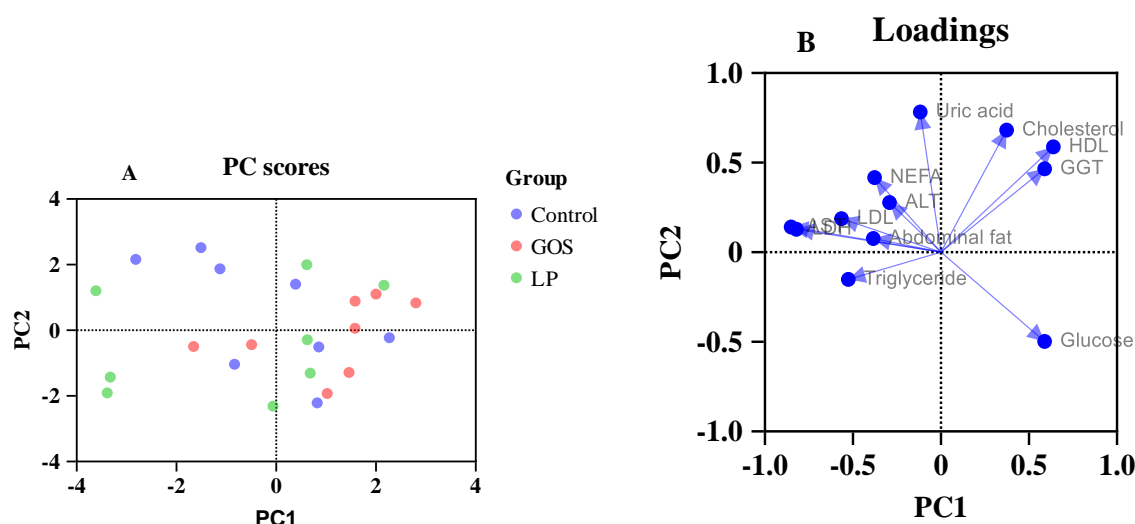 A
PC scores
4
2
0
-2
-4
PC2
-4
-2
0
2
4
PC1
Group
Control
GOS
LP
B
Loadings
1.0
0.5
0
-0.5
-1.0
PC2
Uric acid
Cholesterol
HDL
GGT
NEFA
ALT
LDL
AST
LDH
Abdominal fat
Triglyceride
Glucose
-1.0
-0.5
0
0.5
1.0
PC1